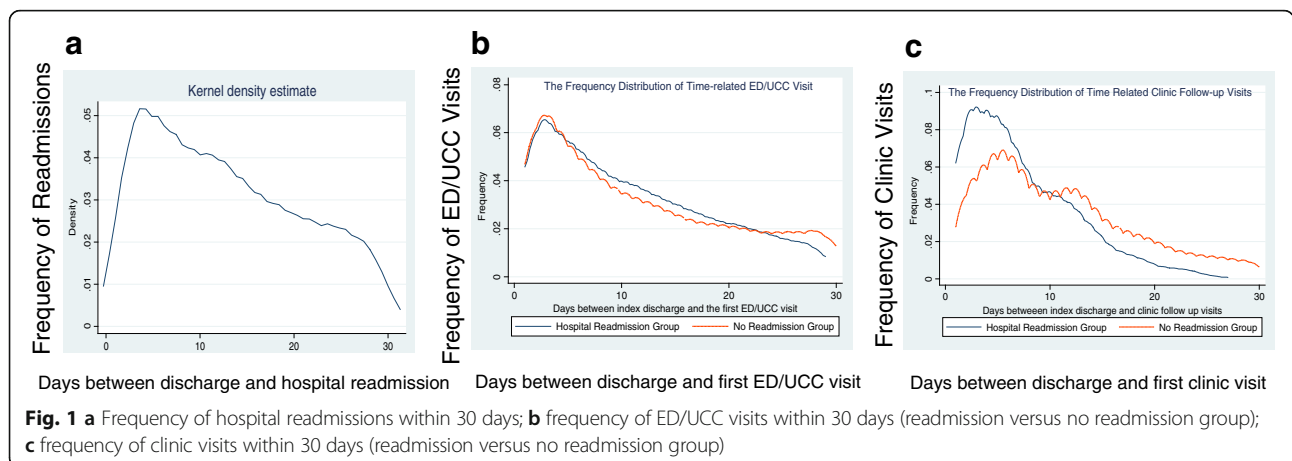 a
Kernel density estimate
Frequency of Readmissions
Density
.05
.04
.03
.02
.01
0
0 10 20 30
Days between discharge and hospital readmission
b
The Frequency Distribution of Time-related ED/UCC Visit
Frequency of ED/UCC Visits
Frequency
.08
.06
.04
.02
0
0 10 20 30
Days between index discharge and the first ED/UCC visit
Hospital Readmission Group No Readmission Group
Days between discharge and first ED/UCC visit
c
The Frequency Distribution of Time Related Clinic Follow-up Visits
Frequency of Clinic Visits
Frequency
.1
.08
.06
.04
.02
0
0 10 20 30
Days betweeen index discharge and clinic follow up visits
Hospital Readmission Group No Readmission Group
Days between discharge and first clinic visit
Fig. 1 a Frequency of hospital readmissions within 30 days; b frequency of ED/UCC visits within 30 days (readmission versus no readmission group);
c frequency of clinic visits within 30 days (readmission versus no readmission group)